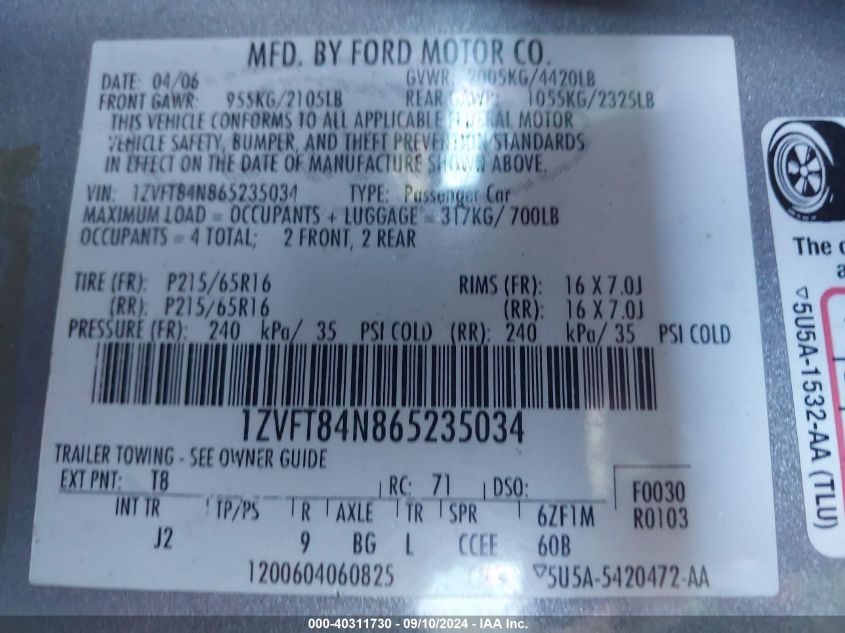 MFD. BY FORD MOTOR CO.
DATE: 04/06 GVWR: 2005KG/4420LB
FRONT GAWR: 955KG/2105LB REAR GAWR: 1055KG/2325LB
THIS VEHICLE CONFORMS TO ALL APPLICABLE FEDERAL MOTOR
VEHICLE SAFETY, BUMPER, AND THEFT PREVENTION STANDARDS
IN EFFECT ON THE DATE OF MANUFACTURE SHOWN ABOVE.
VIN: 1ZVFT84N865235034 TYPE: Passenger Car
MAXIMUM LOAD = OCCUPANTS + LUGGAGE = 317KG/ 700LB
OCCUPANTS = 4 TOTAL; 2 FRONT, 2 REAR
TIRE (FR): P215/65R16 RIMS (FR): 16 X 7.0J
(RR): P215/65R16 (RR): 16 X 7.0J
PRESSURE (FR): 240 kPa/ 35 PSI COLD (RR): 240 kPa/ 35 PSI COLD
1ZVFT84N865235034
TRAILER TOWING - SEE OWNER GUIDE
EXT PNT: T8 RC: 71 DSO: F0030
INT TR TP/PS R AXLE TR SPR 6ZF1M R0103
J2 9 BG L CCEE 60B
1200604060825 ▽5U5A-5420472-AA
The
▽5U5A-1532-AA (TLU)
000-40311730 - 09/10/2024 - IAAI.com